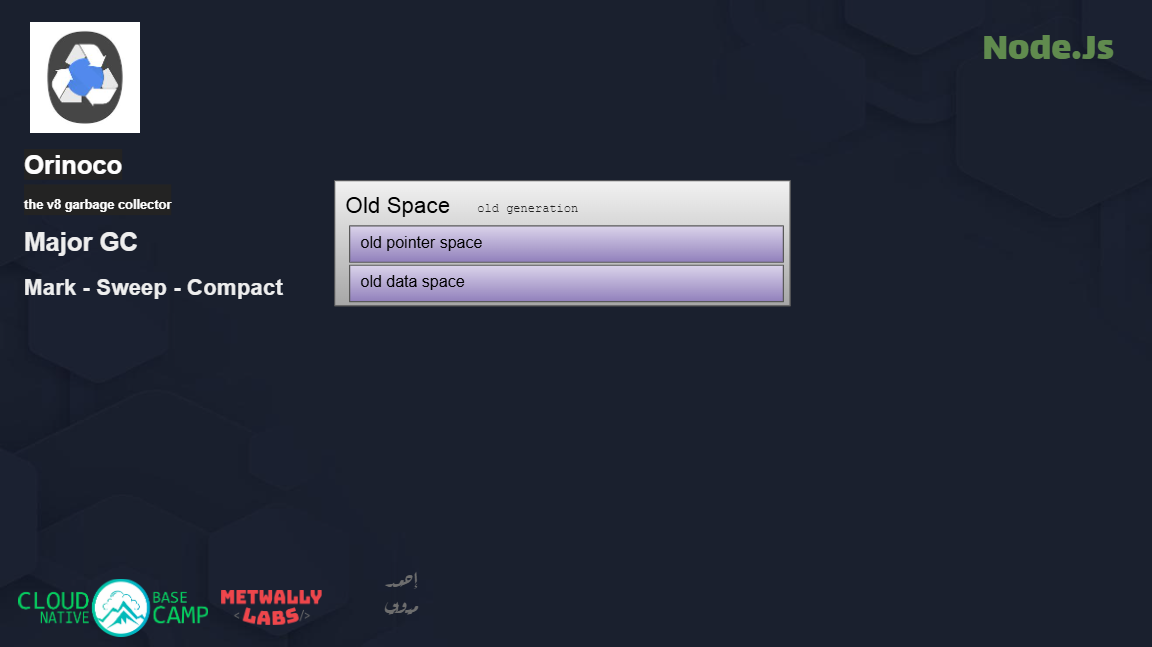 Node.Js
Orinoco
the v8 garbage collector
Major GC
Mark - Sweep - Compact
Old Space old generation
old pointer space
old data space
CLOUD NATIVE BASE CAMP
METWALLY
<LABS/>
أحمد